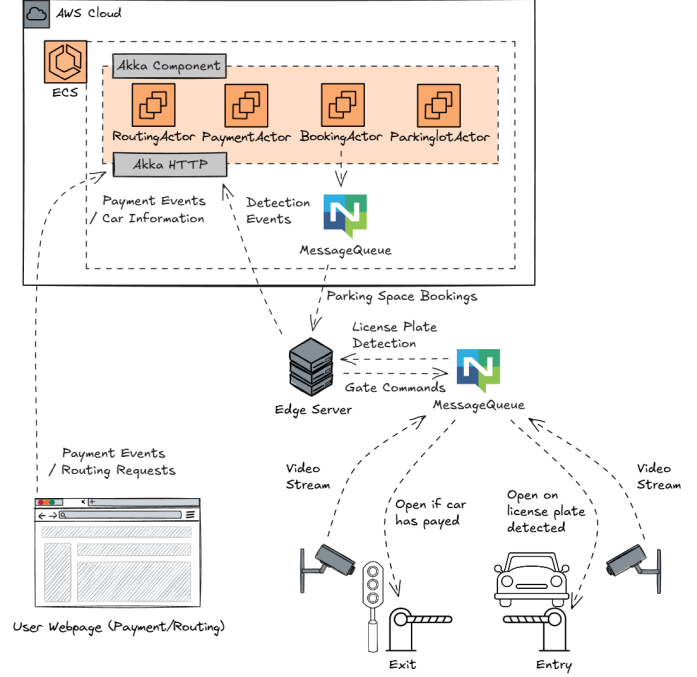 AWS Cloud
Akka Component
ECS
RoutingActor
PaymentActor
BookingActor
ParkinglotActor
Akka HTTP
Payment Events
/ Car Information
Detection
Events
N
MessageQueue
Parking Space Bookings
License Plate
Detection
N
Gate Commands
Edge Server
MessageQueue
Payment Events
/ Routing Requests
Video
Stream
Video
Stream
Open if car
has payed
Open on
license plate
detected
User Webpage (Payment/Routing)
Exit
Entry